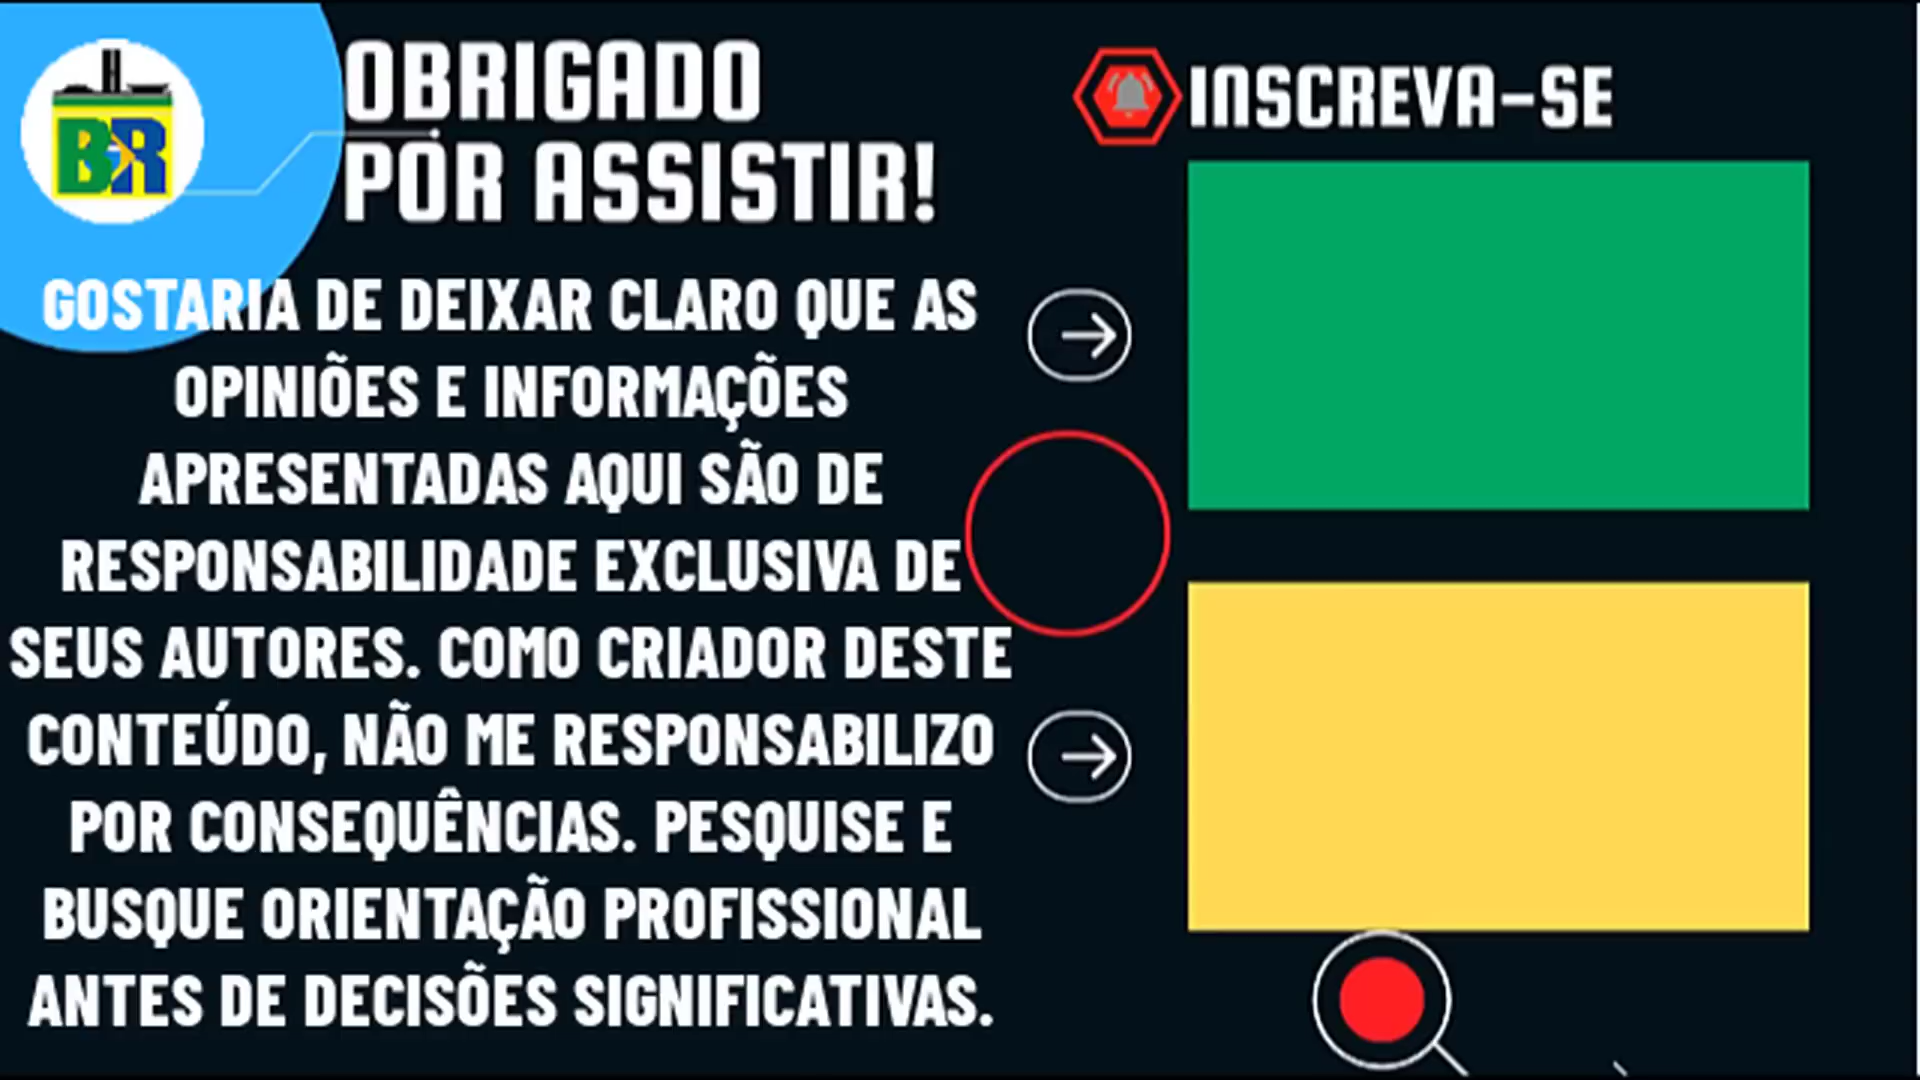 BR
OBRIGADO
POR ASSISTIR!
INSCREVA-SE
GOSTARIA DE DEIXAR CLARO QUE AS
OPINIÕES E INFORMAÇÕES
APRESENTADAS AQUI SÃO DE
RESPONSABILIDADE EXCLUSIVA DE
SEUS AUTORES. COMO CRIADOR DESTE
CONTEÚDO, NÃO ME RESPONSABILIZO
POR CONSEQUÊNCIAS. PESQUISE E
BUSQUE ORIENTAÇÃO PROFISSIONAL
ANTES DE DECISÕES SIGNIFICATIVAS.